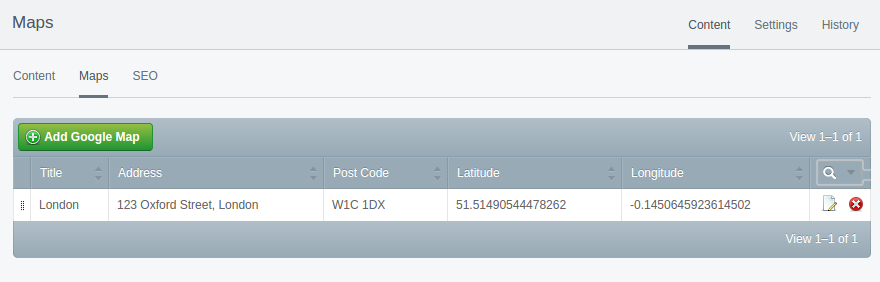 Maps
Content Settings History
Content Maps SEO
Add Google Map View 1–1 of 1
Title Address Post Code Latitude Longitude
London 123 Oxford Street, London W1C 1DX 51.51490544478262 -0.1450645923614502
View 1–1 of 1